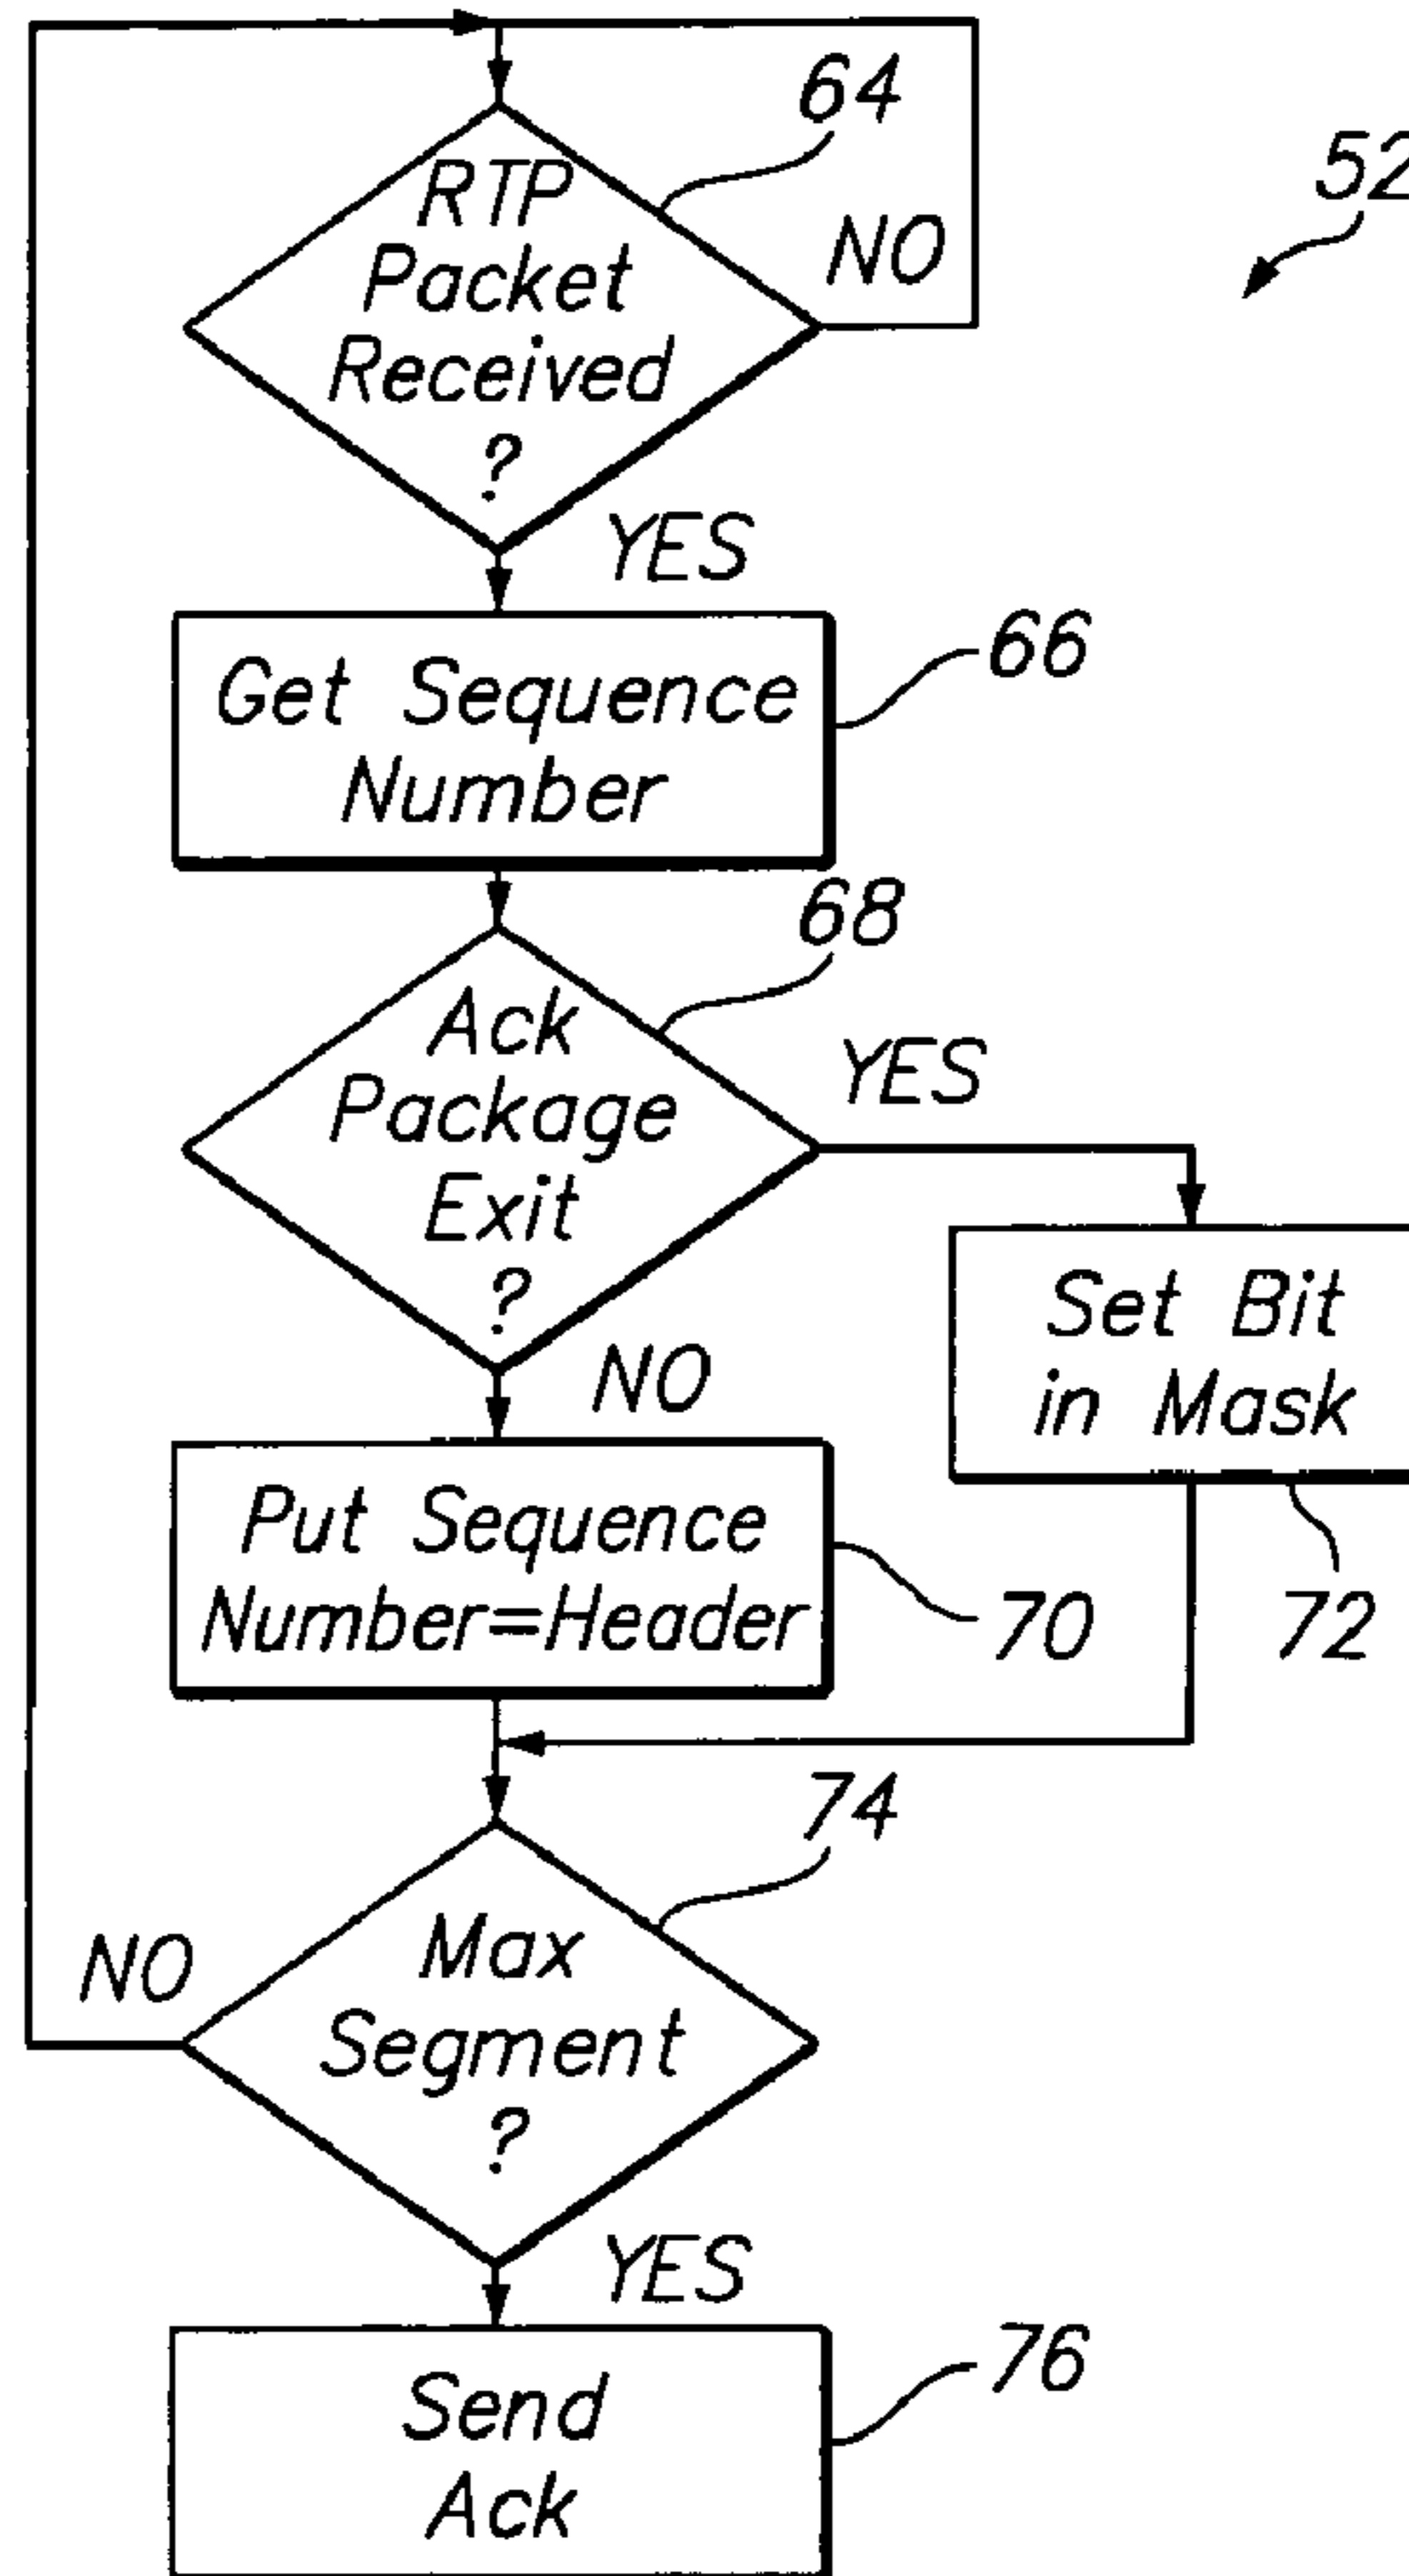 64
52
RTP
Packet
Received
?
NO
YES
Get Sequence
Number
66
68
Ack
Package
Exit
?
YES
NO
Set Bit
in Mask
72
Put Sequence
Number=Header
70
74
Max
Segment
?
NO
YES
Send
Ack
76